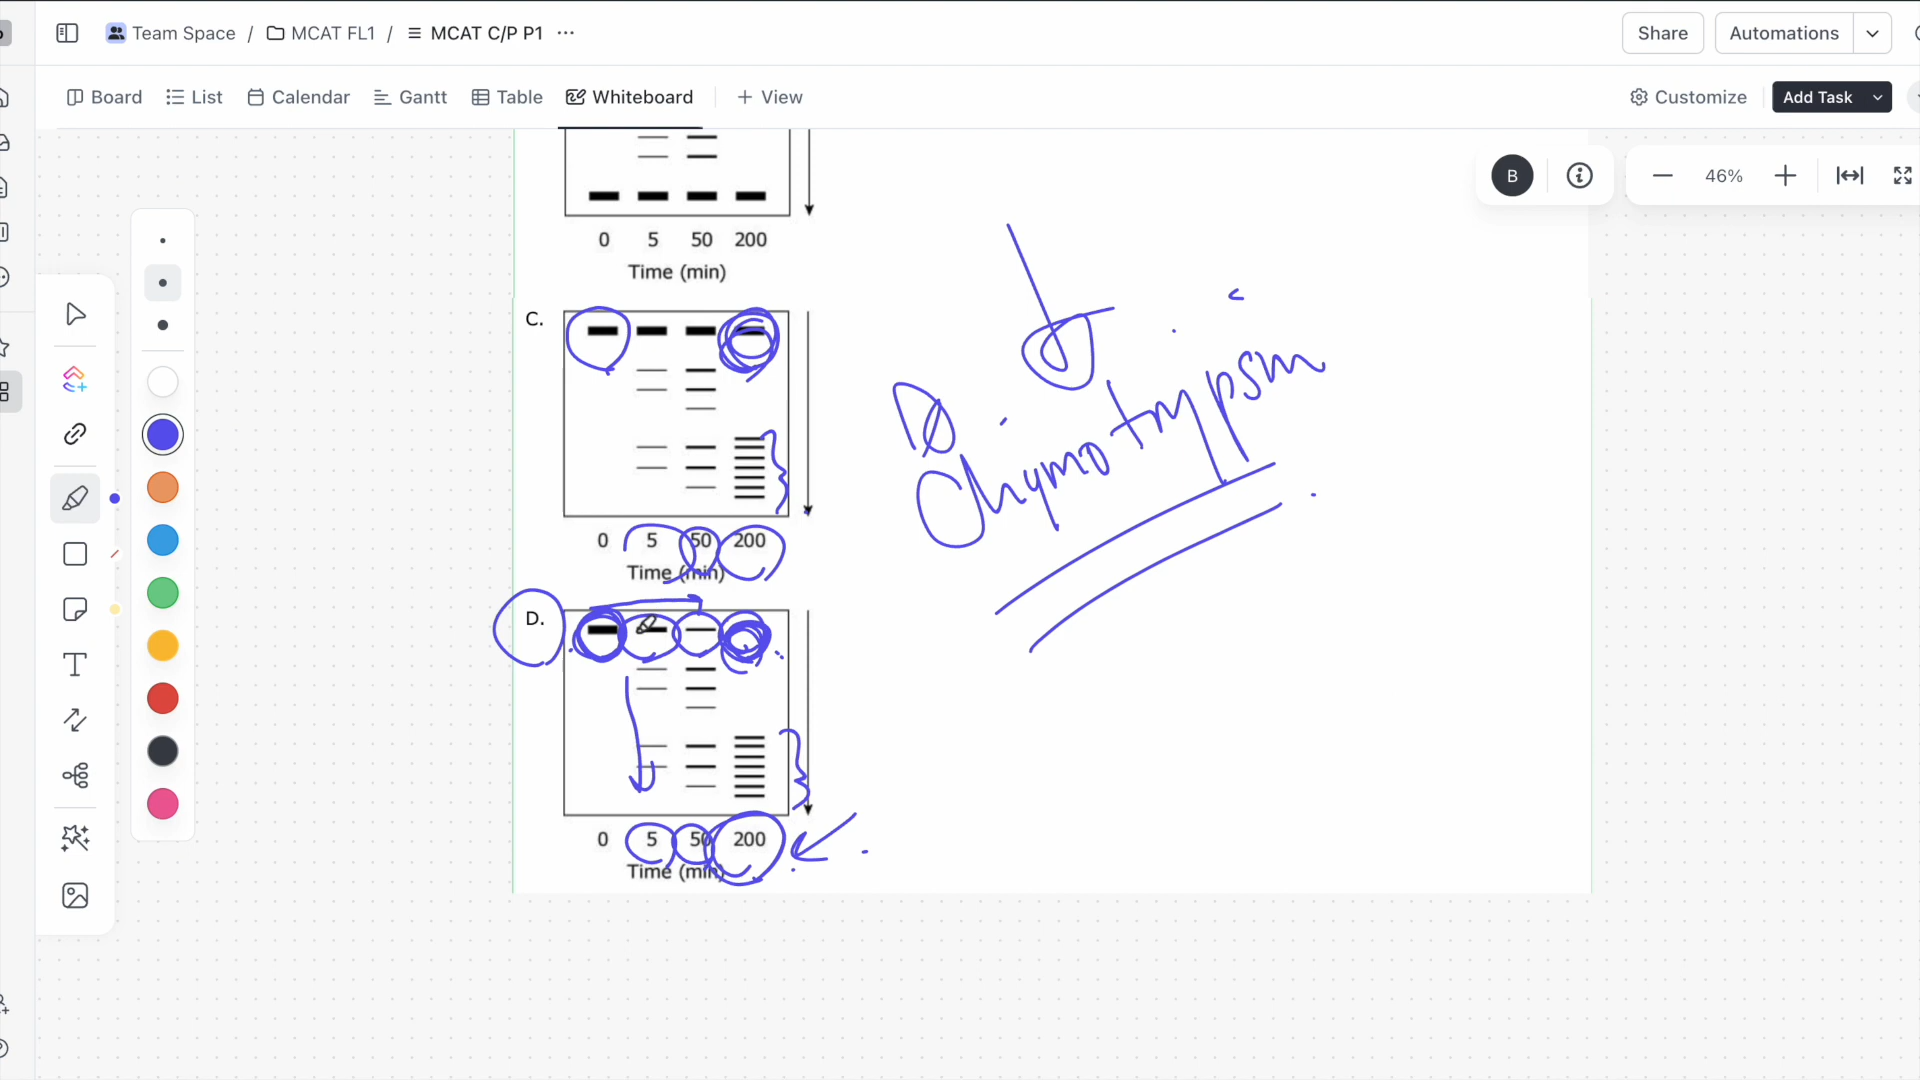 Team Space / MCAT FL1 / MCAT C/P P1 ...
Share
Automations
Board
List
Calendar
Gantt
Table
Whiteboard
+ View
Customize
Add Task
B
46%
0 5 50 200
Time (min)
C.
0 5 50 200
Time (min)
D.
0 5 50 200
Time (min)
D
Chymotrypsin
T